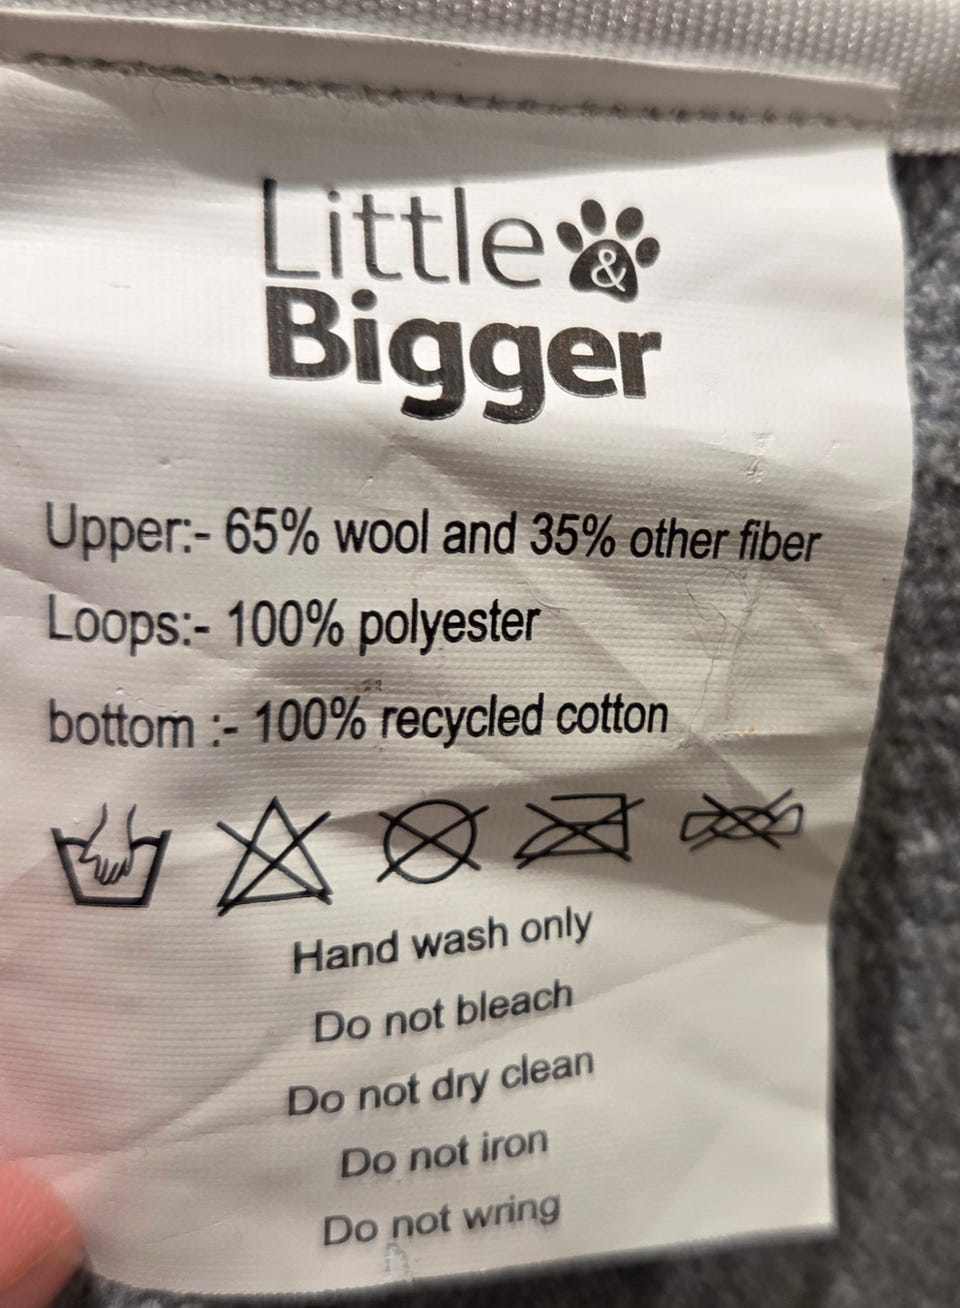 Little &
Bigger
Upper:- 65% wool and 35% other fiber
Loops:- 100% polyester
bottom :- 100% recycled cotton
Hand wash only
Do not bleach
Do not dry clean
Do not iron
Do not wring